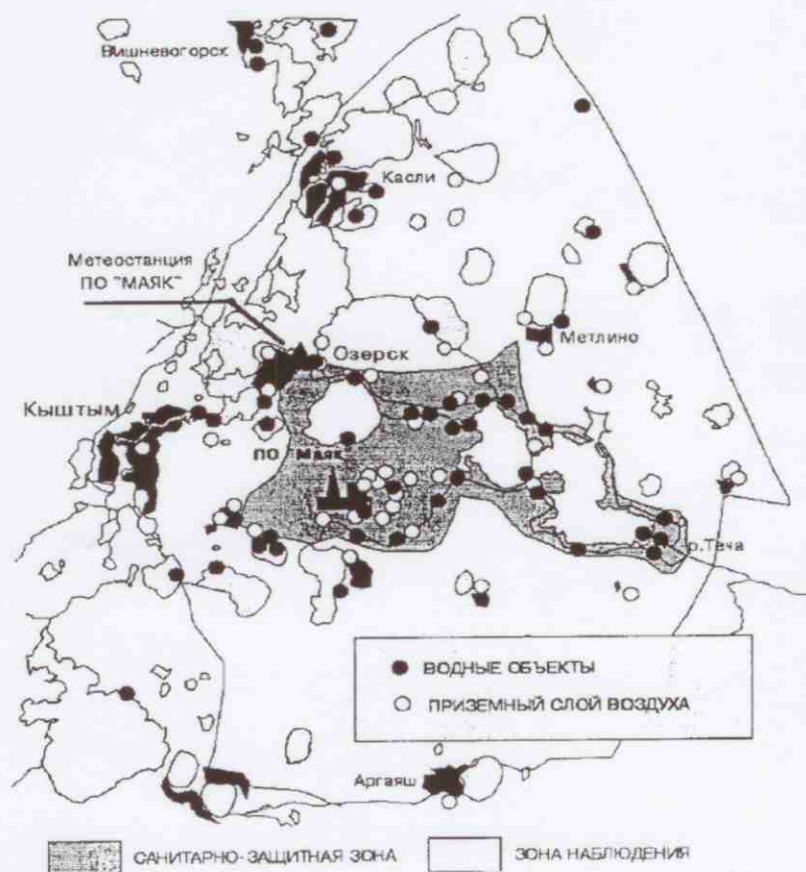 Вишневогорск
Касли
Метеостанция
ПО "МАЯК"
Озерск
Метлино
Кыштым
ПО "Маяк"
р.Теча
ВОДНЫЕ ОБЪЕКТЫ
ПРИЗЕМНЫЙ СЛОЙ ВОЗДУХА
Аргаяш
САНИТАРНО-ЗАЩИТНАЯ ЗОНА
ЗОНА НАБЛЮДЕНИЯ